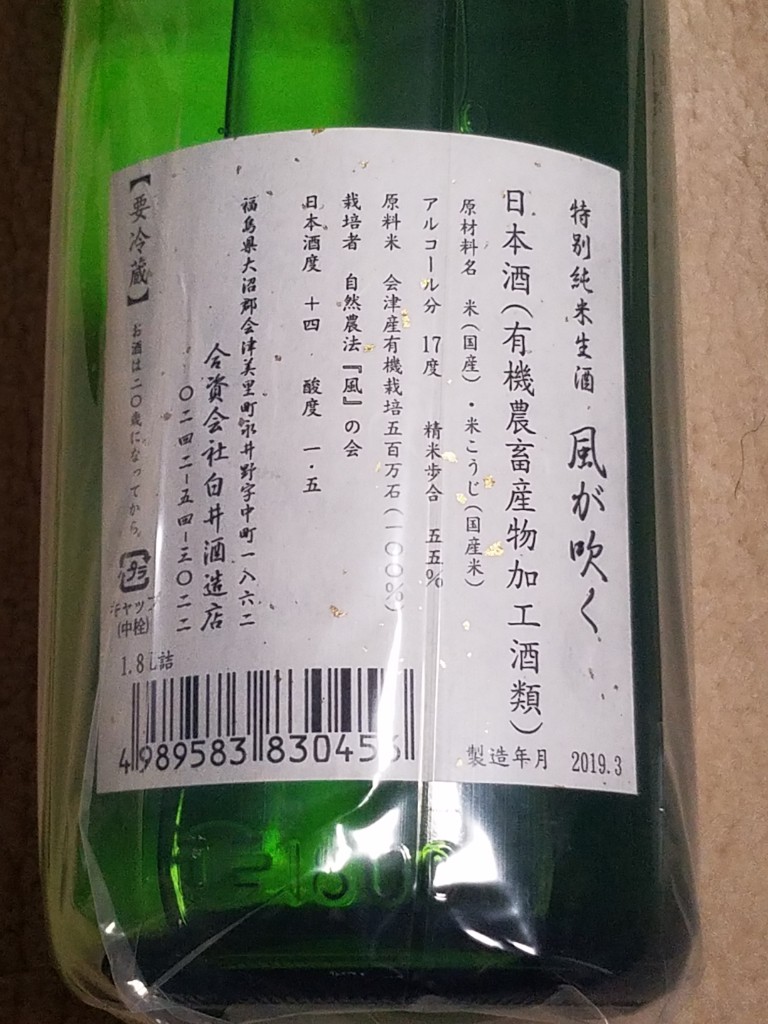 特別純米生酒 風が吹く
日本酒(有機農畜産物加工酒類)
原材料名 米(国産)・米こうじ(国産米)
アルコール分 17度 精米歩合 五五%
原料米 会津産有機栽培五百万石(一〇〇%)
栽培者 自然農法『風』の会
日本酒度 十四 酸度 一・五
福島県大沼郡会津美里町永井野字中町一八六二
合資会社白井酒造店
〇二四二-五四-三〇二二
【要冷蔵】 お酒は二〇歳になってから。
プラ
キャップ
(中栓)
1.8L詰
4 989583 830456
製造年月 2019.3